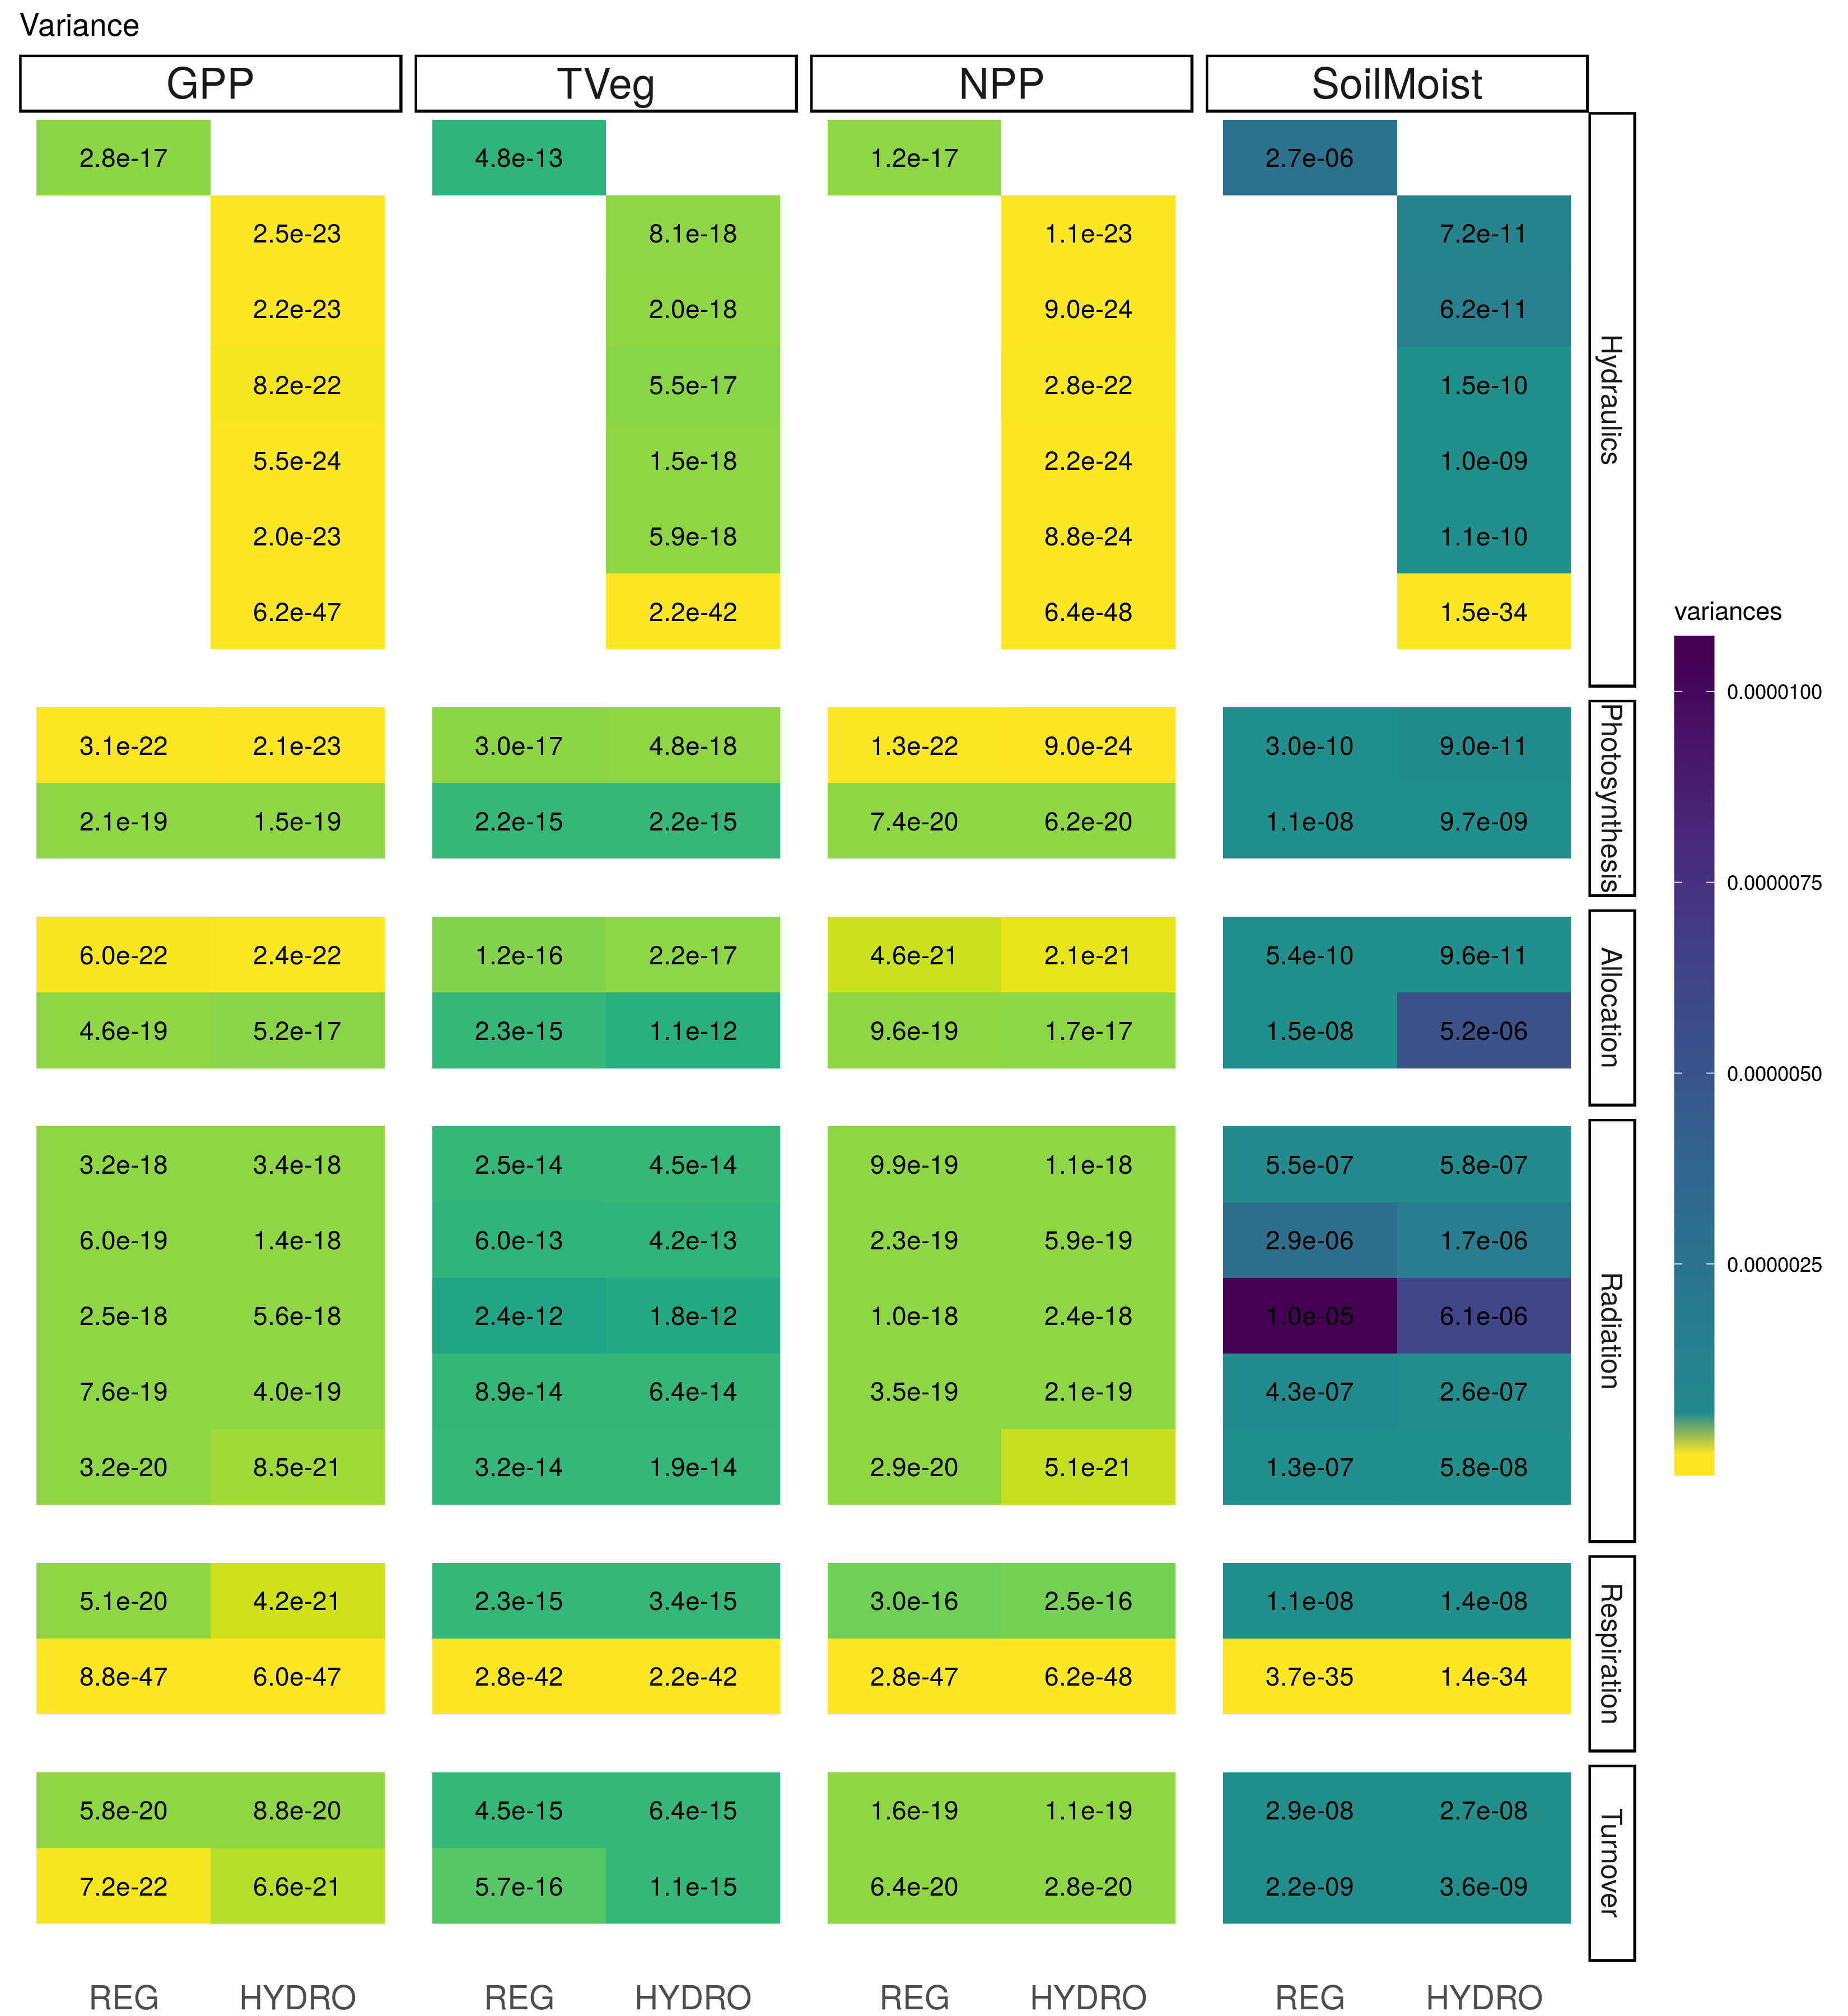 Variance
GPP TVeg NPP SoilMoist
2.8e-17 4.8e-13 1.2e-17 2.7e-06
2.5e-23 8.1e-18 1.1e-23 7.2e-11
2.2e-23 2.0e-18 9.0e-24 6.2e-11
8.2e-22 5.5e-17 2.8e-22 1.5e-10
5.5e-24 1.5e-18 2.2e-24 1.0e-09
2.0e-23 5.9e-18 8.8e-24 1.1e-10
6.2e-47 2.2e-42 6.4e-48 1.5e-34
Hydraulics
3.1e-22 2.1e-23 3.0e-17 4.8e-18 1.3e-22 9.0e-24 3.0e-10 9.0e-11
2.1e-19 1.5e-19 2.2e-15 2.2e-15 7.4e-20 6.2e-20 1.1e-08 9.7e-09
Photosynthesis
6.0e-22 2.4e-22 1.2e-16 2.2e-17 4.6e-21 2.1e-21 5.4e-10 9.6e-11
4.6e-19 5.2e-17 2.3e-15 1.1e-12 9.6e-19 1.7e-17 1.5e-08 5.2e-06
Allocation
3.2e-18 3.4e-18 2.5e-14 4.5e-14 9.9e-19 1.1e-18 5.5e-07 5.8e-07
6.0e-19 1.4e-18 6.0e-13 4.2e-13 2.3e-19 5.9e-19 2.9e-06 1.7e-06
2.5e-18 5.6e-18 2.4e-12 1.8e-12 1.0e-18 2.4e-18 1.0e-05 6.1e-06
7.6e-19 4.0e-19 8.9e-14 6.4e-14 3.5e-19 2.1e-19 4.3e-07 2.6e-07
3.2e-20 8.5e-21 3.2e-14 1.9e-14 2.9e-20 5.1e-21 1.3e-07 5.8e-08
Radiation
5.1e-20 4.2e-21 2.3e-15 3.4e-15 3.0e-16 2.5e-16 1.1e-08 1.4e-08
8.8e-47 6.0e-47 2.8e-42 2.2e-42 2.8e-47 6.2e-48 3.7e-35 1.4e-34
Respiration
5.8e-20 8.8e-20 4.5e-15 6.4e-15 1.6e-19 1.1e-19 2.9e-08 2.7e-08
7.2e-22 6.6e-21 5.7e-16 1.1e-15 6.4e-20 2.8e-20 2.2e-09 3.6e-09
Turnover
REG HYDRO REG HYDRO REG HYDRO REG HYDRO
variances
0.0000100
0.0000075
0.0000050
0.0000025